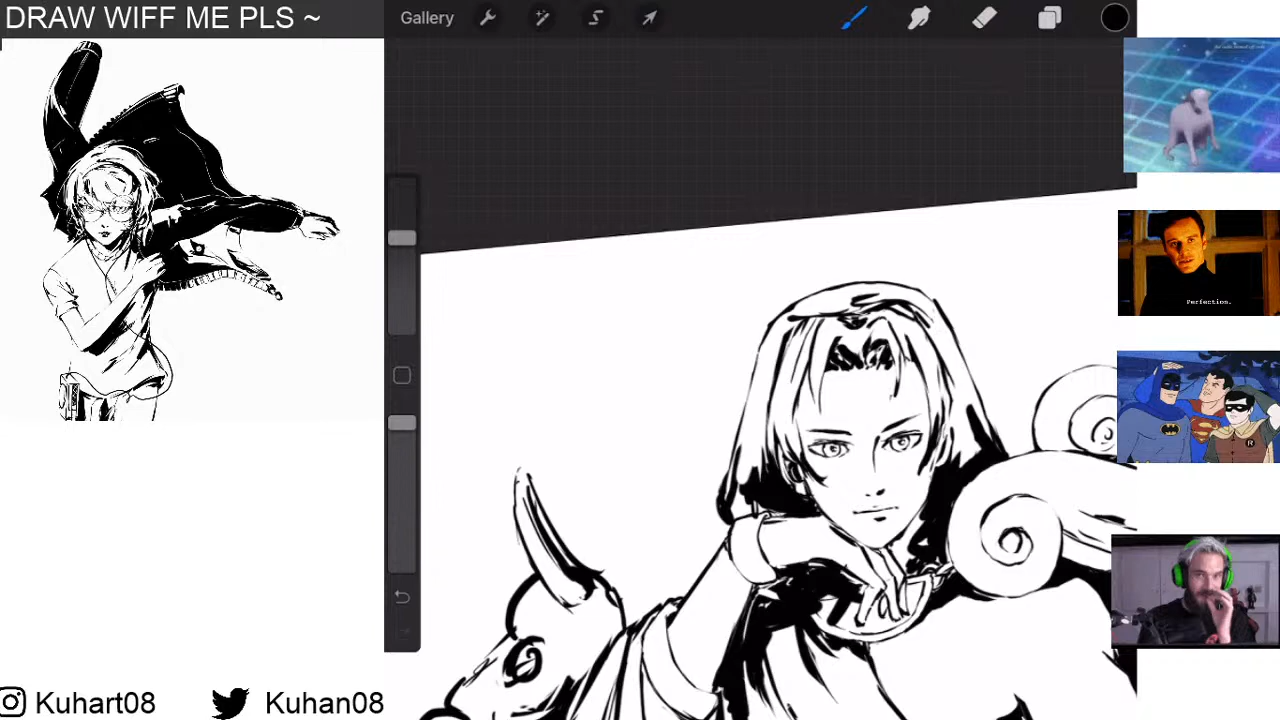 DRAW WIFF ME PLS ~
Gallery
Perfection.
R
Kuhart08
Kuhan08